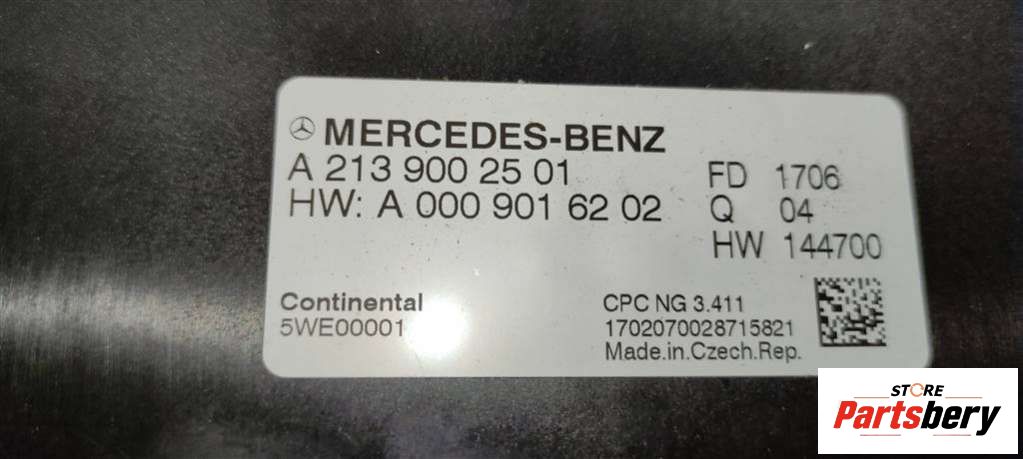 MERCEDES-BENZ
A 213 900 25 01
HW: A 000 901 62 02
FD 1706
Q 04
HW 144700
Continental
5WE00001
CPC NG 3.411
1702070028715821
Made.in.Czech.Rep.
STORE
Partsbery